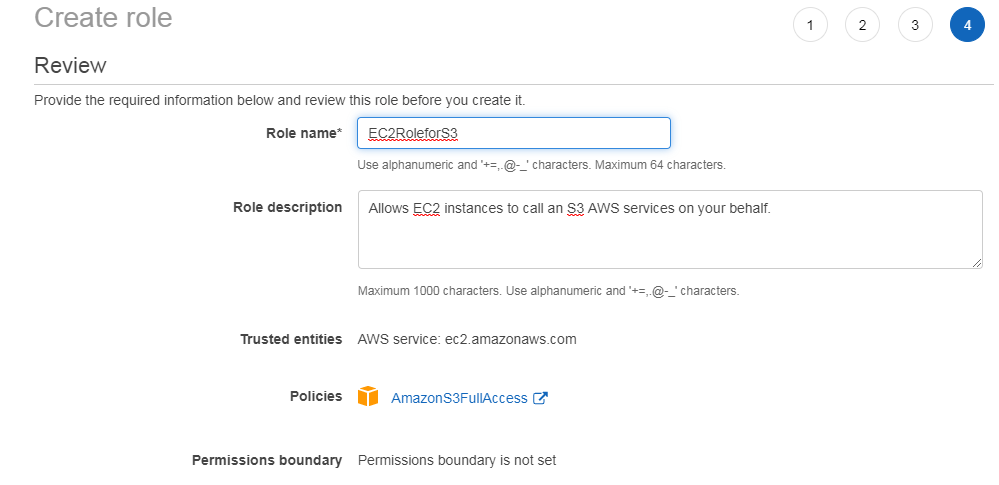 Create role
1 2 3 4
Review
Provide the required information below and review this role before you create it.
Role name* EC2RoleforS3
Use alphanumeric and '+=,.@-_' characters. Maximum 64 characters.
Role description Allows EC2 instances to call an S3 AWS services on your behalf.
Maximum 1000 characters. Use alphanumeric and '+=,.@-_' characters.
Trusted entities AWS service: ec2.amazonaws.com
Policies AmazonS3FullAccess
Permissions boundary Permissions boundary is not set